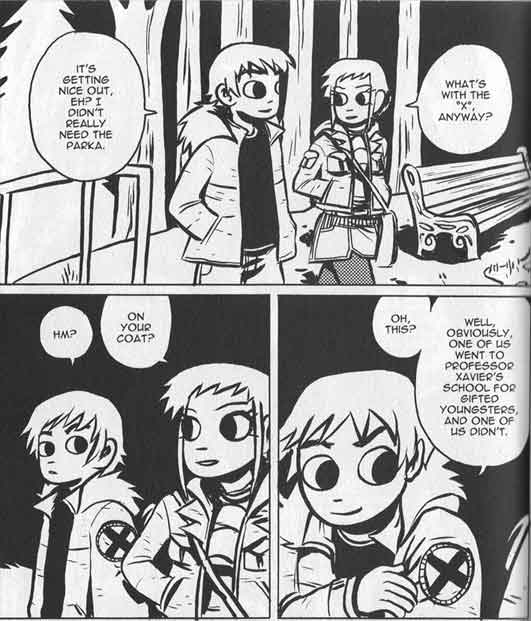 IT'S
GETTING
NICE OUT,
EH? I
DIDN'T
REALLY
NEED THE
PARKA.
WHAT'S
WITH THE
"X",
ANYWAY?
HM?
ON
YOUR
COAT?
OH,
THIS?
WELL,
OBVIOUSLY,
ONE OF US
WENT TO
PROFESSOR
XAVIER'S
SCHOOL FOR
GIFTED
YOUNGSTERS,
AND ONE OF
US DIDN'T.
X
X